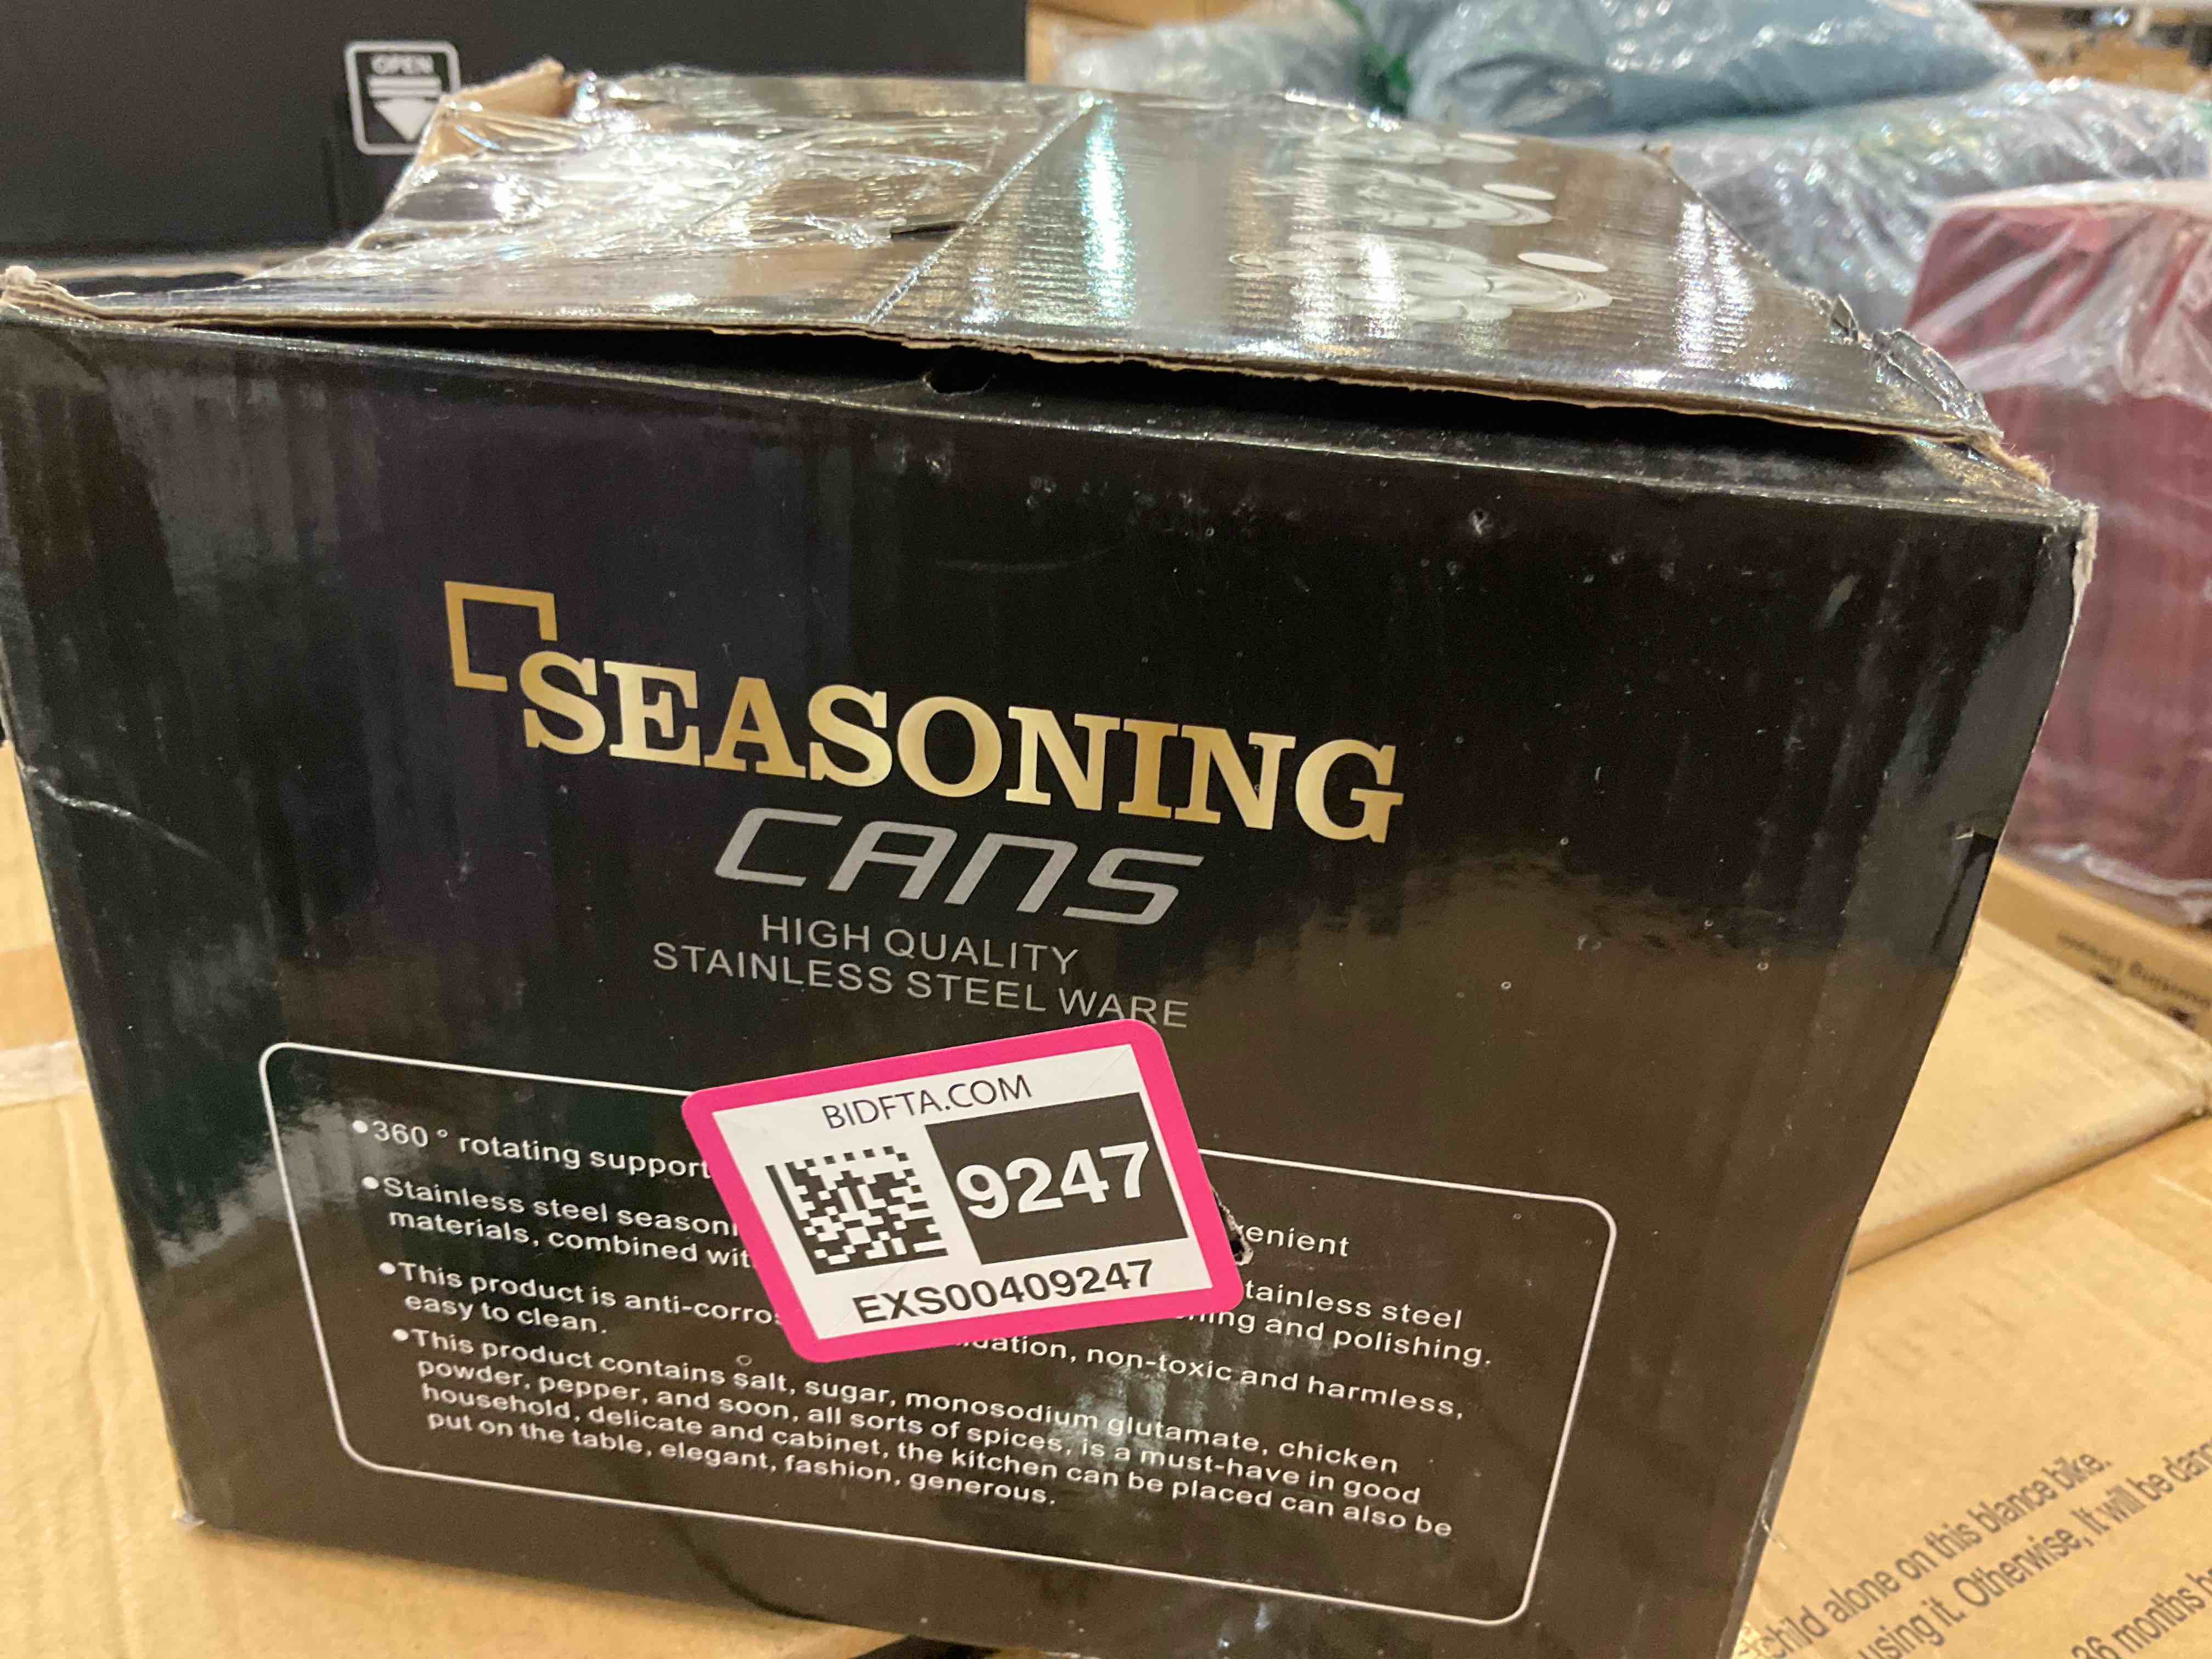 OPEN
SEASONING
CANS
HIGH QUALITY
STAINLESS STEEL WARE
BIDFTA.COM
9247
EXS00409247
•360° rotating support
enient
•Stainless steel seasoni
tainless steel
materials, combined wit
ning and polishing.
•This product is anti-corro
dation, non-toxic and harmless,
easy to clean.
•This product contains salt, sugar, monosodium glutamate, chicken
powder, pepper, and soon, all sorts of spices, is a must-have in good
household, delicate and cabinet, the kitchen can be placed can also be
put on the table, elegant, fashion, generous.
child alone on this blance bike.
using it. Otherwise, It will be dang
36 months